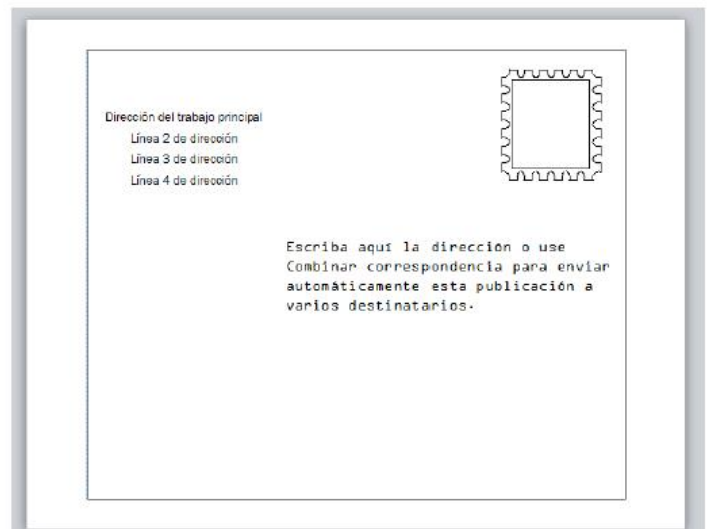 Dirección del trabajo principal
Línea 2 de dirección
Línea 3 de dirección
Línea 4 de dirección
Escriba aquí la dirección o use
Combinar correspondencia para enviar
automáticamente esta publicación a
varios destinatarios.